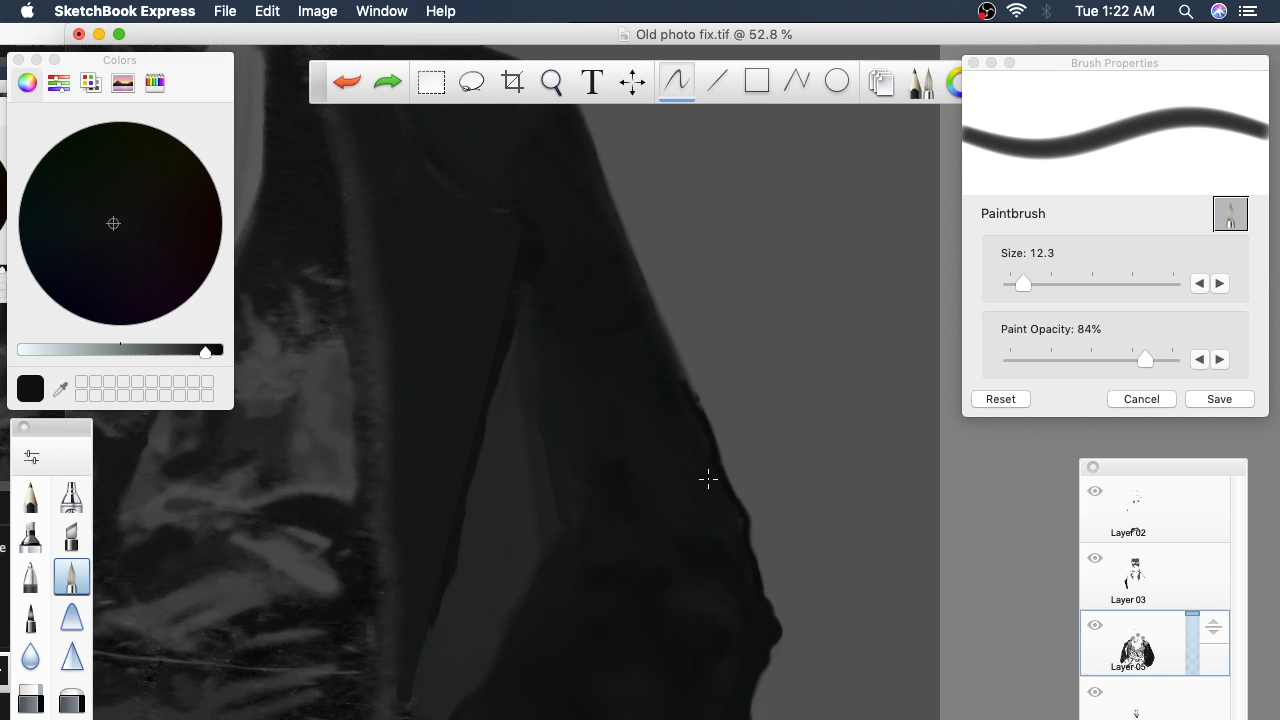 SketchBook Express File Edit Image Window Help Tue 1:22 AM
Old photo fix.tif @ 52.8 %
Colors
T
Brush Properties
Paintbrush
Size: 12.3
Paint Opacity: 84%
Reset Cancel Save
Layer 02
Layer 03
Layer 05